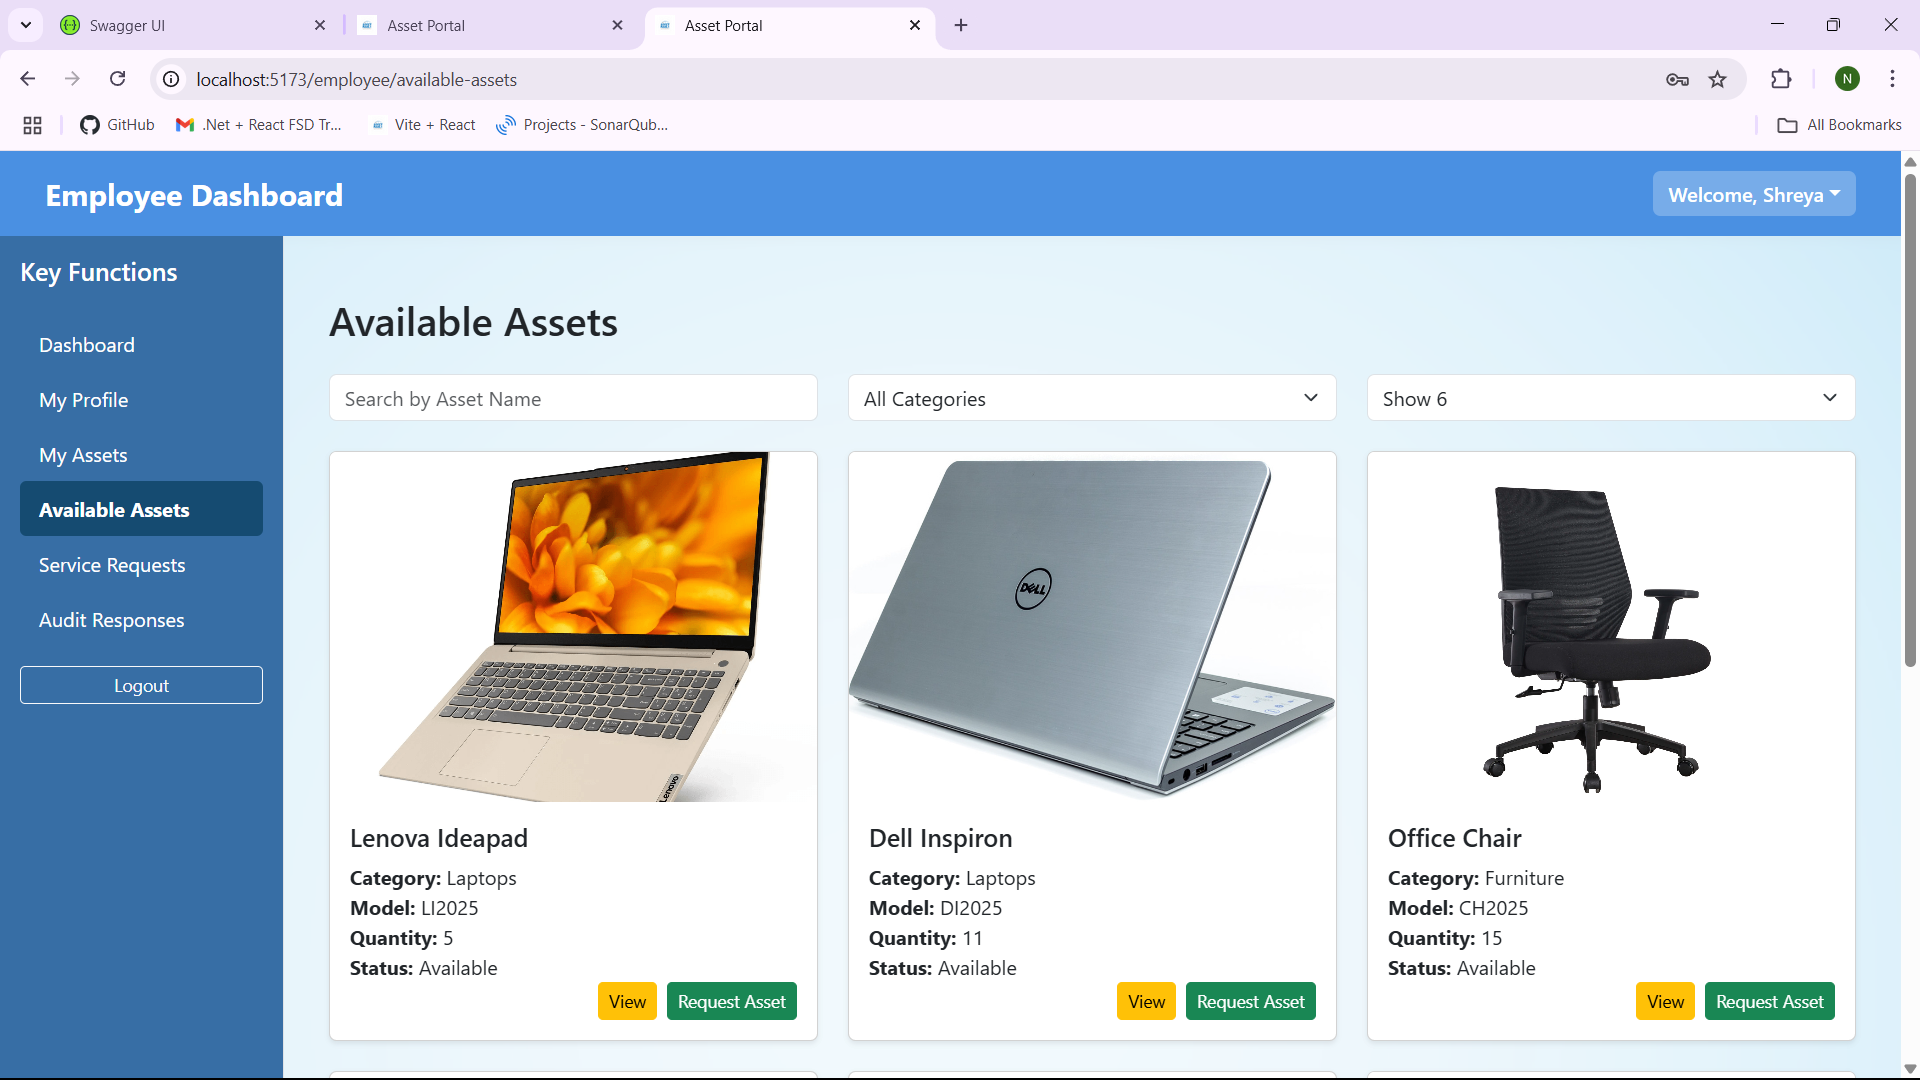 Swagger UI
Asset Portal
Asset Portal
localhost:5173/employee/available-assets
N
GitHub
.Net + React FSD Tr...
Vite + React
Projects - SonarQub...
All Bookmarks
Employee Dashboard
Welcome, Shreya
Key Functions
Dashboard
My Profile
My Assets
Available Assets
Service Requests
Audit Responses
Logout
Available Assets
Search by Asset Name
All Categories
Show 6
DELL
Lenovo
Lenova Ideapad
Category: Laptops
Model: LI2025
Quantity: 5
Status: Available
View
Request Asset
Dell Inspiron
Category: Laptops
Model: DI2025
Quantity: 11
Status: Available
View
Request Asset
Office Chair
Category: Furniture
Model: CH2025
Quantity: 15
Status: Available
View
Request Asset